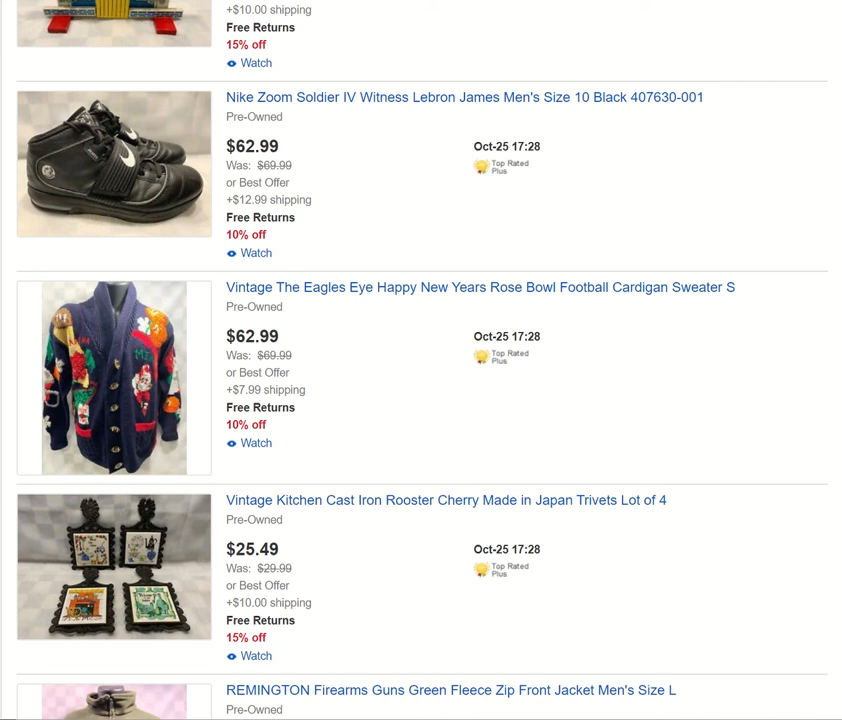 +$10.00 shipping
Free Returns
15% off
Watch
Nike Zoom Soldier IV Witness Lebron James Men's Size 10 Black 407630-001
Pre-Owned
$62.99
Oct-25 17:28
Was: $69.99
Top Rated
Plus
or Best Offer
+$12.99 shipping
Free Returns
10% off
Watch
Vintage The Eagles Eye Happy New Years Rose Bowl Football Cardigan Sweater S
Pre-Owned
$62.99
Oct-25 17:28
Was: $69.99
Top Rated
Plus
or Best Offer
+$7.99 shipping
Free Returns
10% off
Watch
Vintage Kitchen Cast Iron Rooster Cherry Made in Japan Trivets Lot of 4
Pre-Owned
$25.49
Oct-25 17:28
Was: $29.99
Top Rated
Plus
or Best Offer
+$10.00 shipping
Free Returns
15% off
Watch
REMINGTON Firearms Guns Green Fleece Zip Front Jacket Men's Size L
Pre-Owned